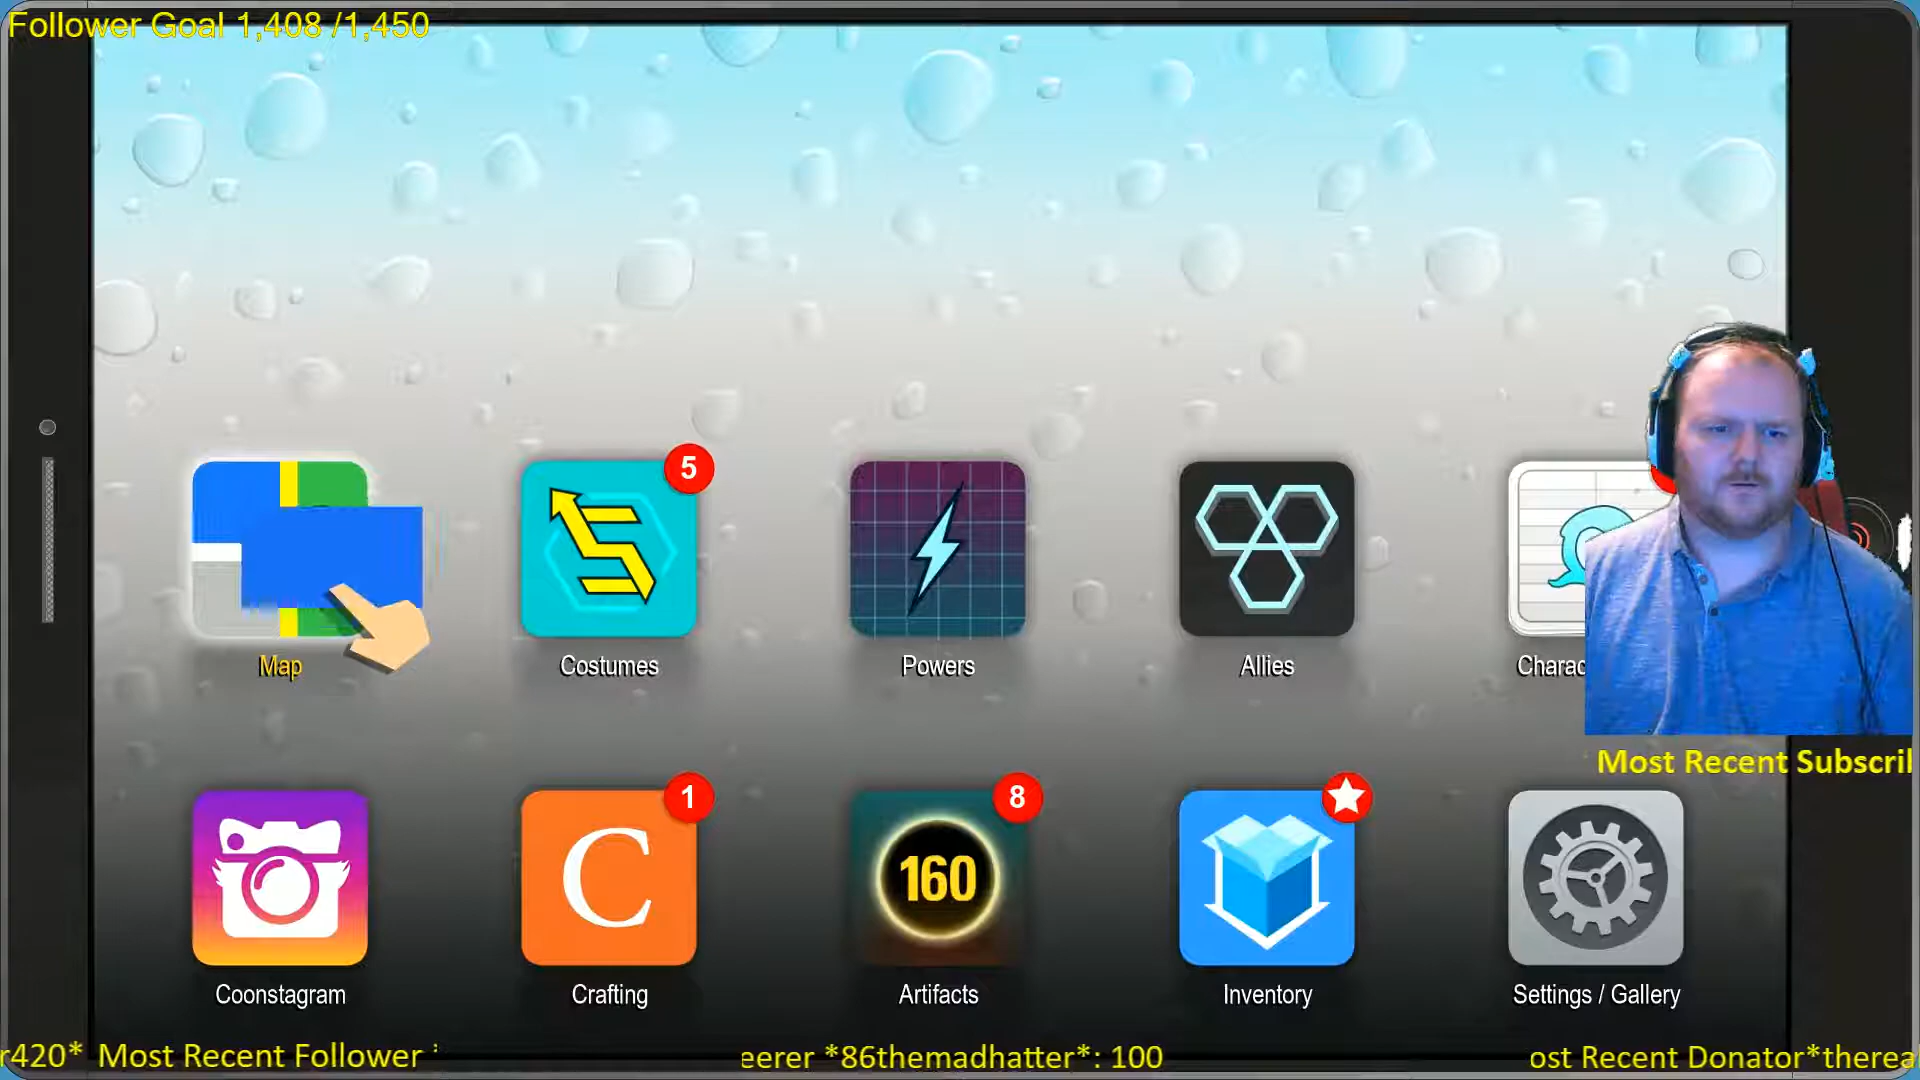 Follower Goal 1,408 /1,450
5
Map
Costumes
Powers
Allies
Charac
1
8
C
160
Most Recent Subscri
Coonstagram
Crafting
Artifacts
Inventory
Settings / Gallery
r420* Most Recent Follower
eerer *86themadhatter*: 100
ost Recent Donator*therea